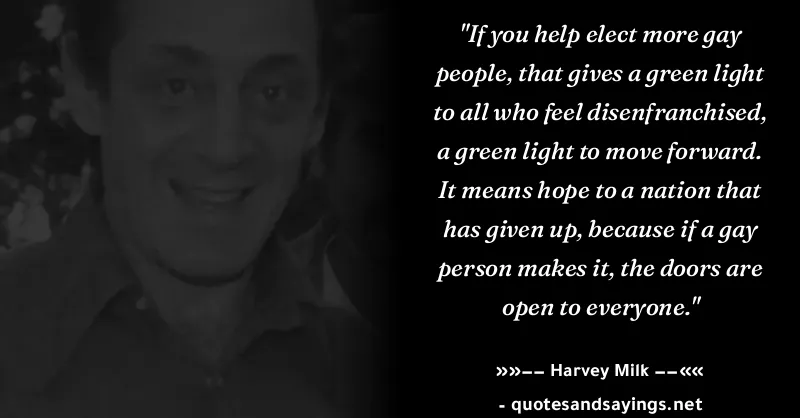 "If you help elect more gay
people, that gives a green light
to all who feel disenfranchised,
a green light to move forward.
It means hope to a nation that
has given up, because if a gay
person makes it, the doors are
open to everyone."
»»–– Harvey Milk ––««
- quotesandsayings.net